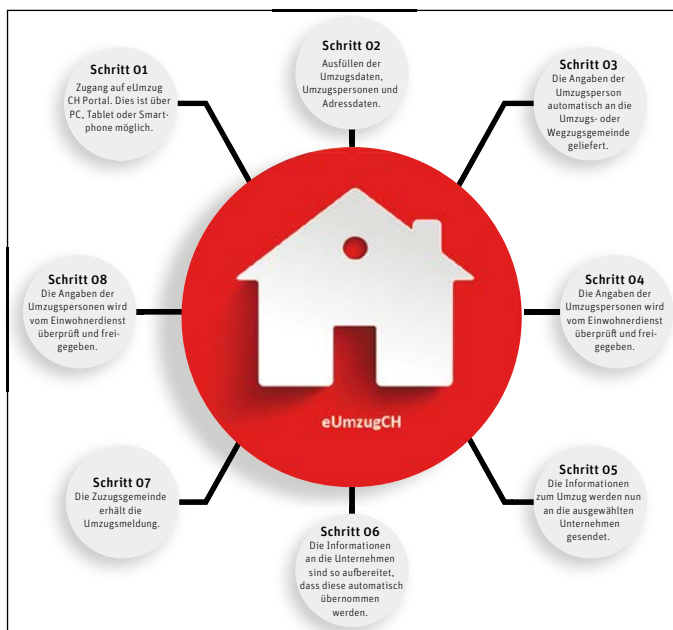 Schritt 01
Zugang auf eUmzug
CH Portal. Dies ist über
PC, Tablet oder Smart-
phone möglich.
Schritt 02
Ausfüllen der
Umzugsdaten,
Umzugspersonen und
Adressdaten.
Schritt 03
Die Angaben der
Umzugsperson
automatisch an die
Umzugs- oder
Wegzugsgemeinde
geliefert.
Schritt 04
Die Angaben der
Umzugspersonen wird
vom Einwohnerdienst
überprüft und frei-
gegeben.
Schritt 05
Die Informationen
zum Umzug werden nun
an die ausgewählten
Unternehmen
gesendet.
Schritt 06
Die Informationen
an die Unternehmen
sind so aufbereitet,
dass diese automatisch
übernommen
werden.
Schritt 07
Die Zuzugsgemeinde
erhält die
Umzugsmeldung.
Schritt 08
Die Angaben der
Umzugspersonen wird
vom Einwohnerdienst
überprüft und frei-
gegeben.
eUmzugCH